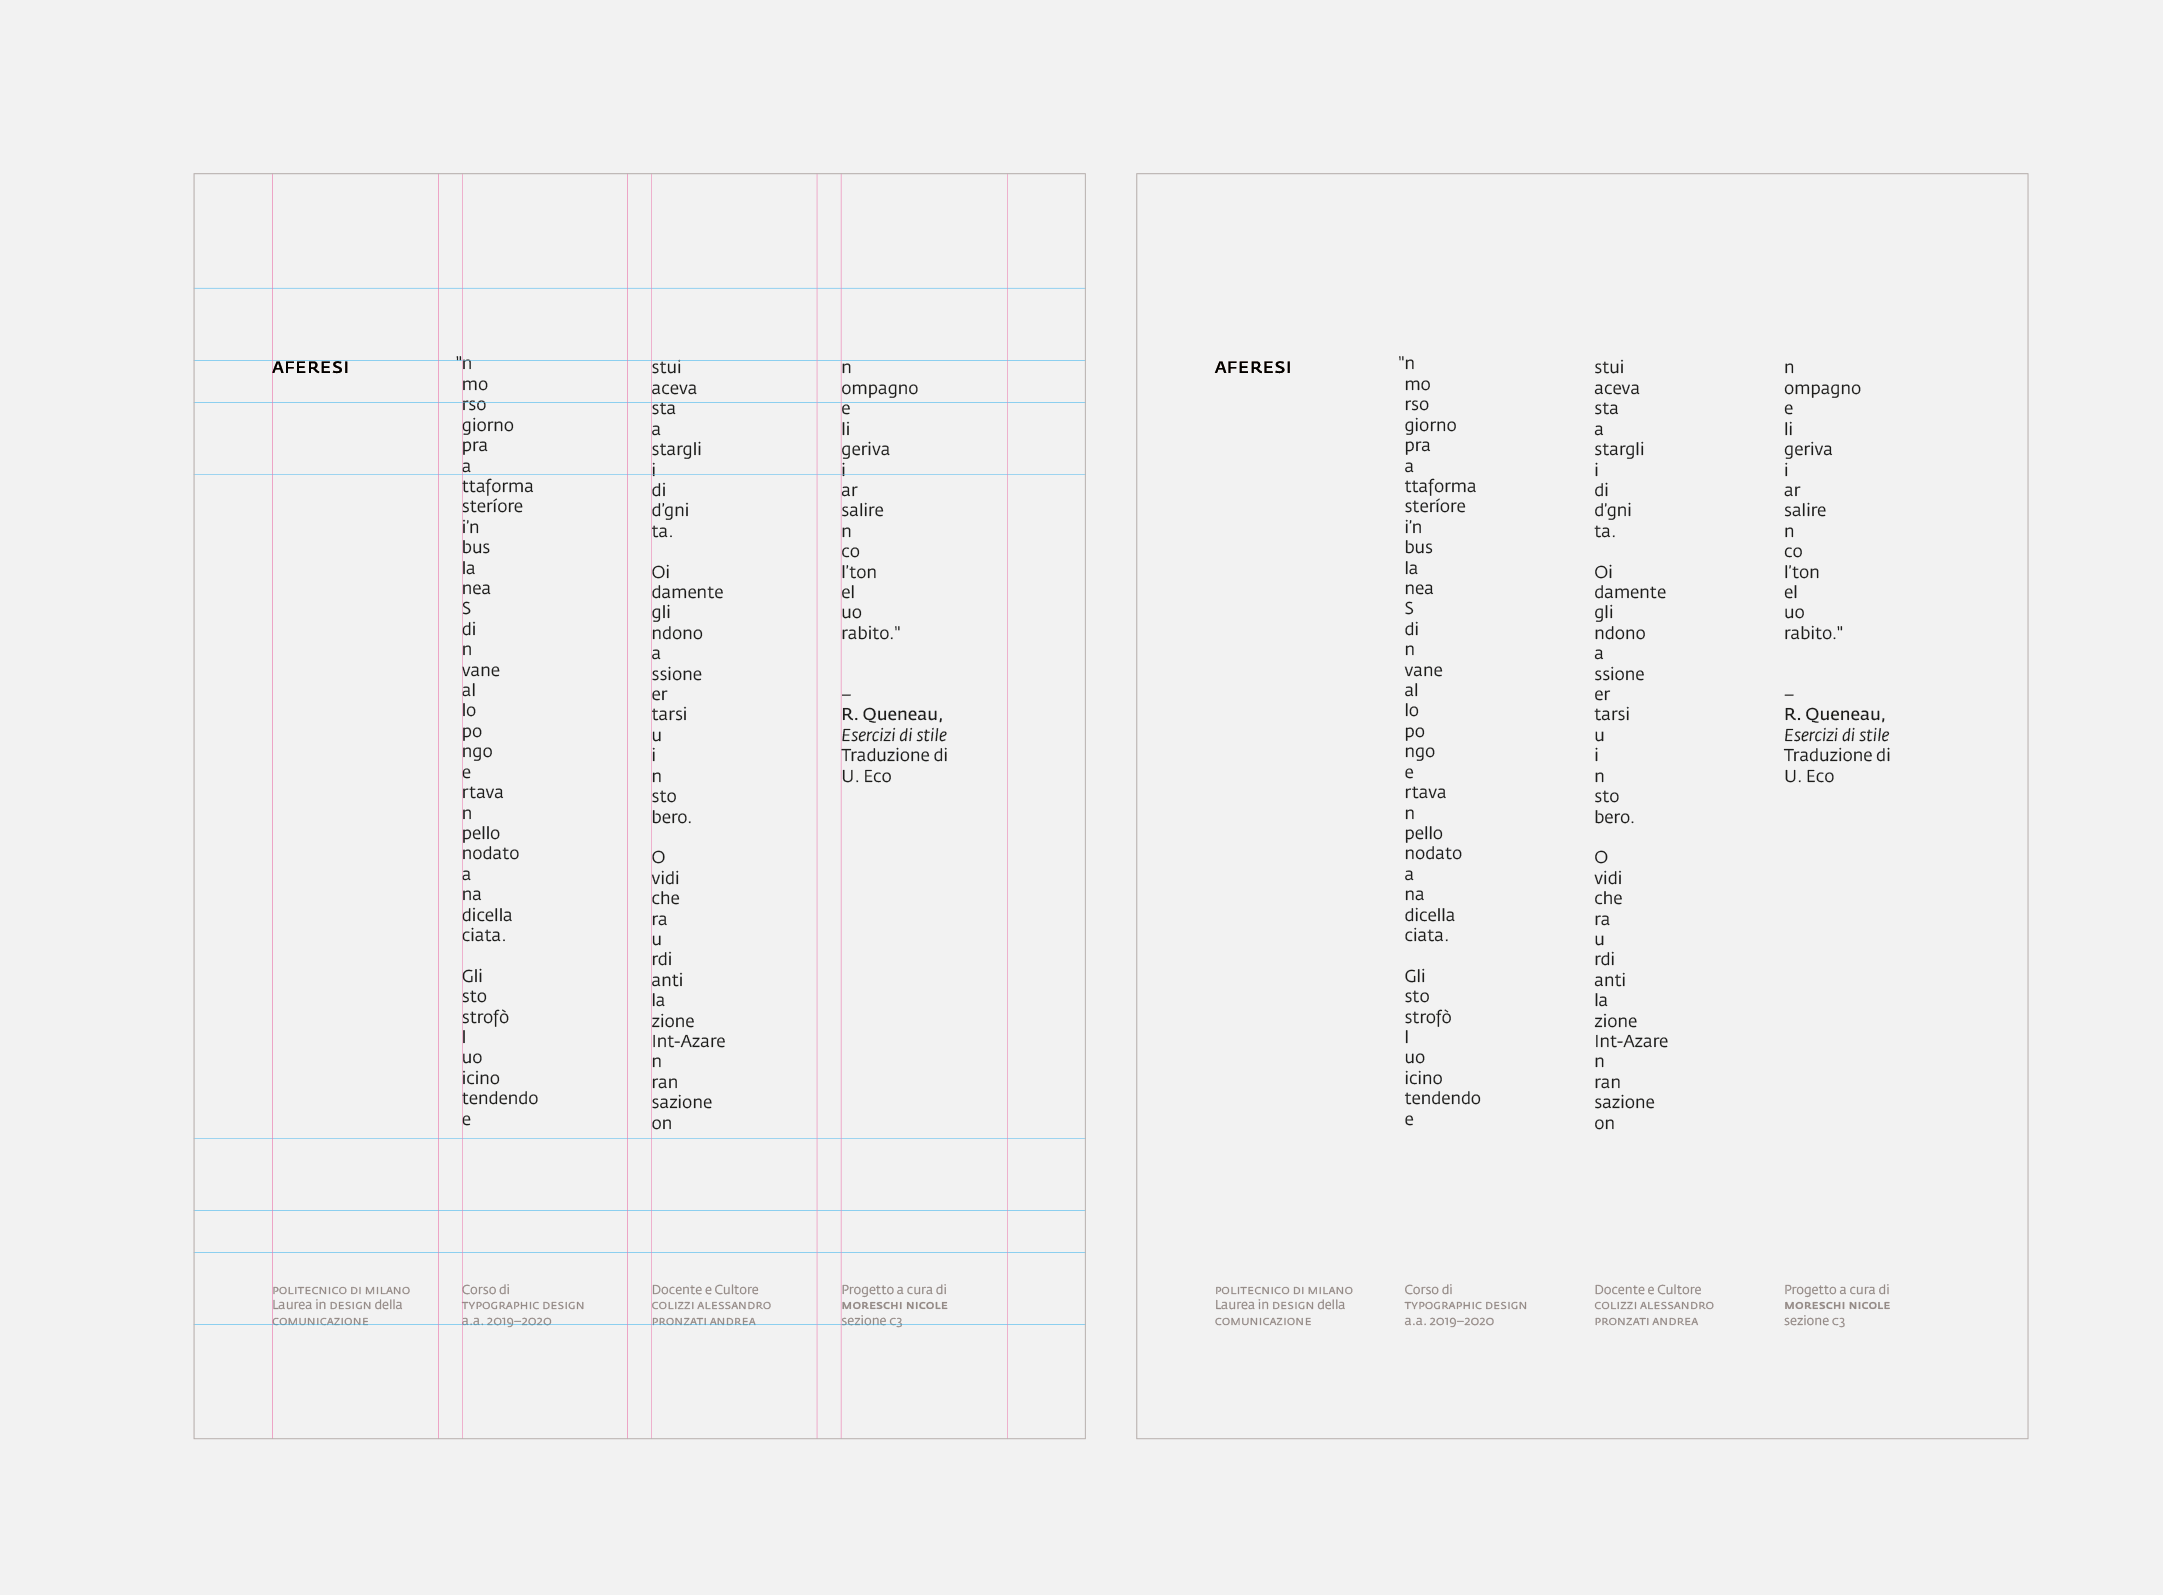 AFERESI
"n
mo
rso
giorno
pra
a
ttaforma
steríore
i'n
bus
la
nea
S
di
n
vane
al
lo
po
ngo
e
rtava
n
pello
nodato
a
na
dicella
ciata.
Gli
sto
strofò
l
uo
icino
tendendo
e
stui
aceva
sta
a
stargli
i
di
d'gni
ta.
Oi
damente
gli
ndono
a
ssione
er
tarsi
u
i
n
sto
bero.
O
vidi
che
ra
u
rdi
anti
la
zione
Int-Azare
n
ran
sazione
on
n
ompagno
e
li
geriva
i
ar
salire
n
co
l'ton
el
uo
rabito."
–
R. Queneau,
Esercizi di stile
Traduzione di
U. Eco
POLITECNICO DI MILANO
Laurea in DESIGN della
COMUNICAZIONE
Corso di
TYPOGRAPHIC DESIGN
a.a. 2019–2020
Docente e Cultore
COLIZZI ALESSANDRO
PRONZATI ANDREA
Progetto a cura di
MORESCHI NICOLE
sezione C3
AFERESI
"n
mo
rso
giorno
pra
a
ttaforma
steríore
i'n
bus
la
nea
S
di
n
vane
al
lo
po
ngo
e
rtava
n
pello
nodato
a
na
dicella
ciata.
Gli
sto
strofò
l
uo
icino
tendendo
e
stui
aceva
sta
a
stargli
i
di
d'gni
ta.
Oi
damente
gli
ndono
a
ssione
er
tarsi
u
i
n
sto
bero.
O
vidi
che
ra
u
rdi
anti
la
zione
Int-Azare
n
ran
sazione
on
n
ompagno
e
li
geriva
i
ar
salire
n
co
l'ton
el
uo
rabito."
–
R. Queneau,
Esercizi di stile
Traduzione di
U. Eco
POLITECNICO DI MILANO
Laurea in DESIGN della
COMUNICAZIONE
Corso di
TYPOGRAPHIC DESIGN
a.a. 2019–2020
Docente e Cultore
COLIZZI ALESSANDRO
PRONZATI ANDREA
Progetto a cura di
MORESCHI NICOLE
sezione C3